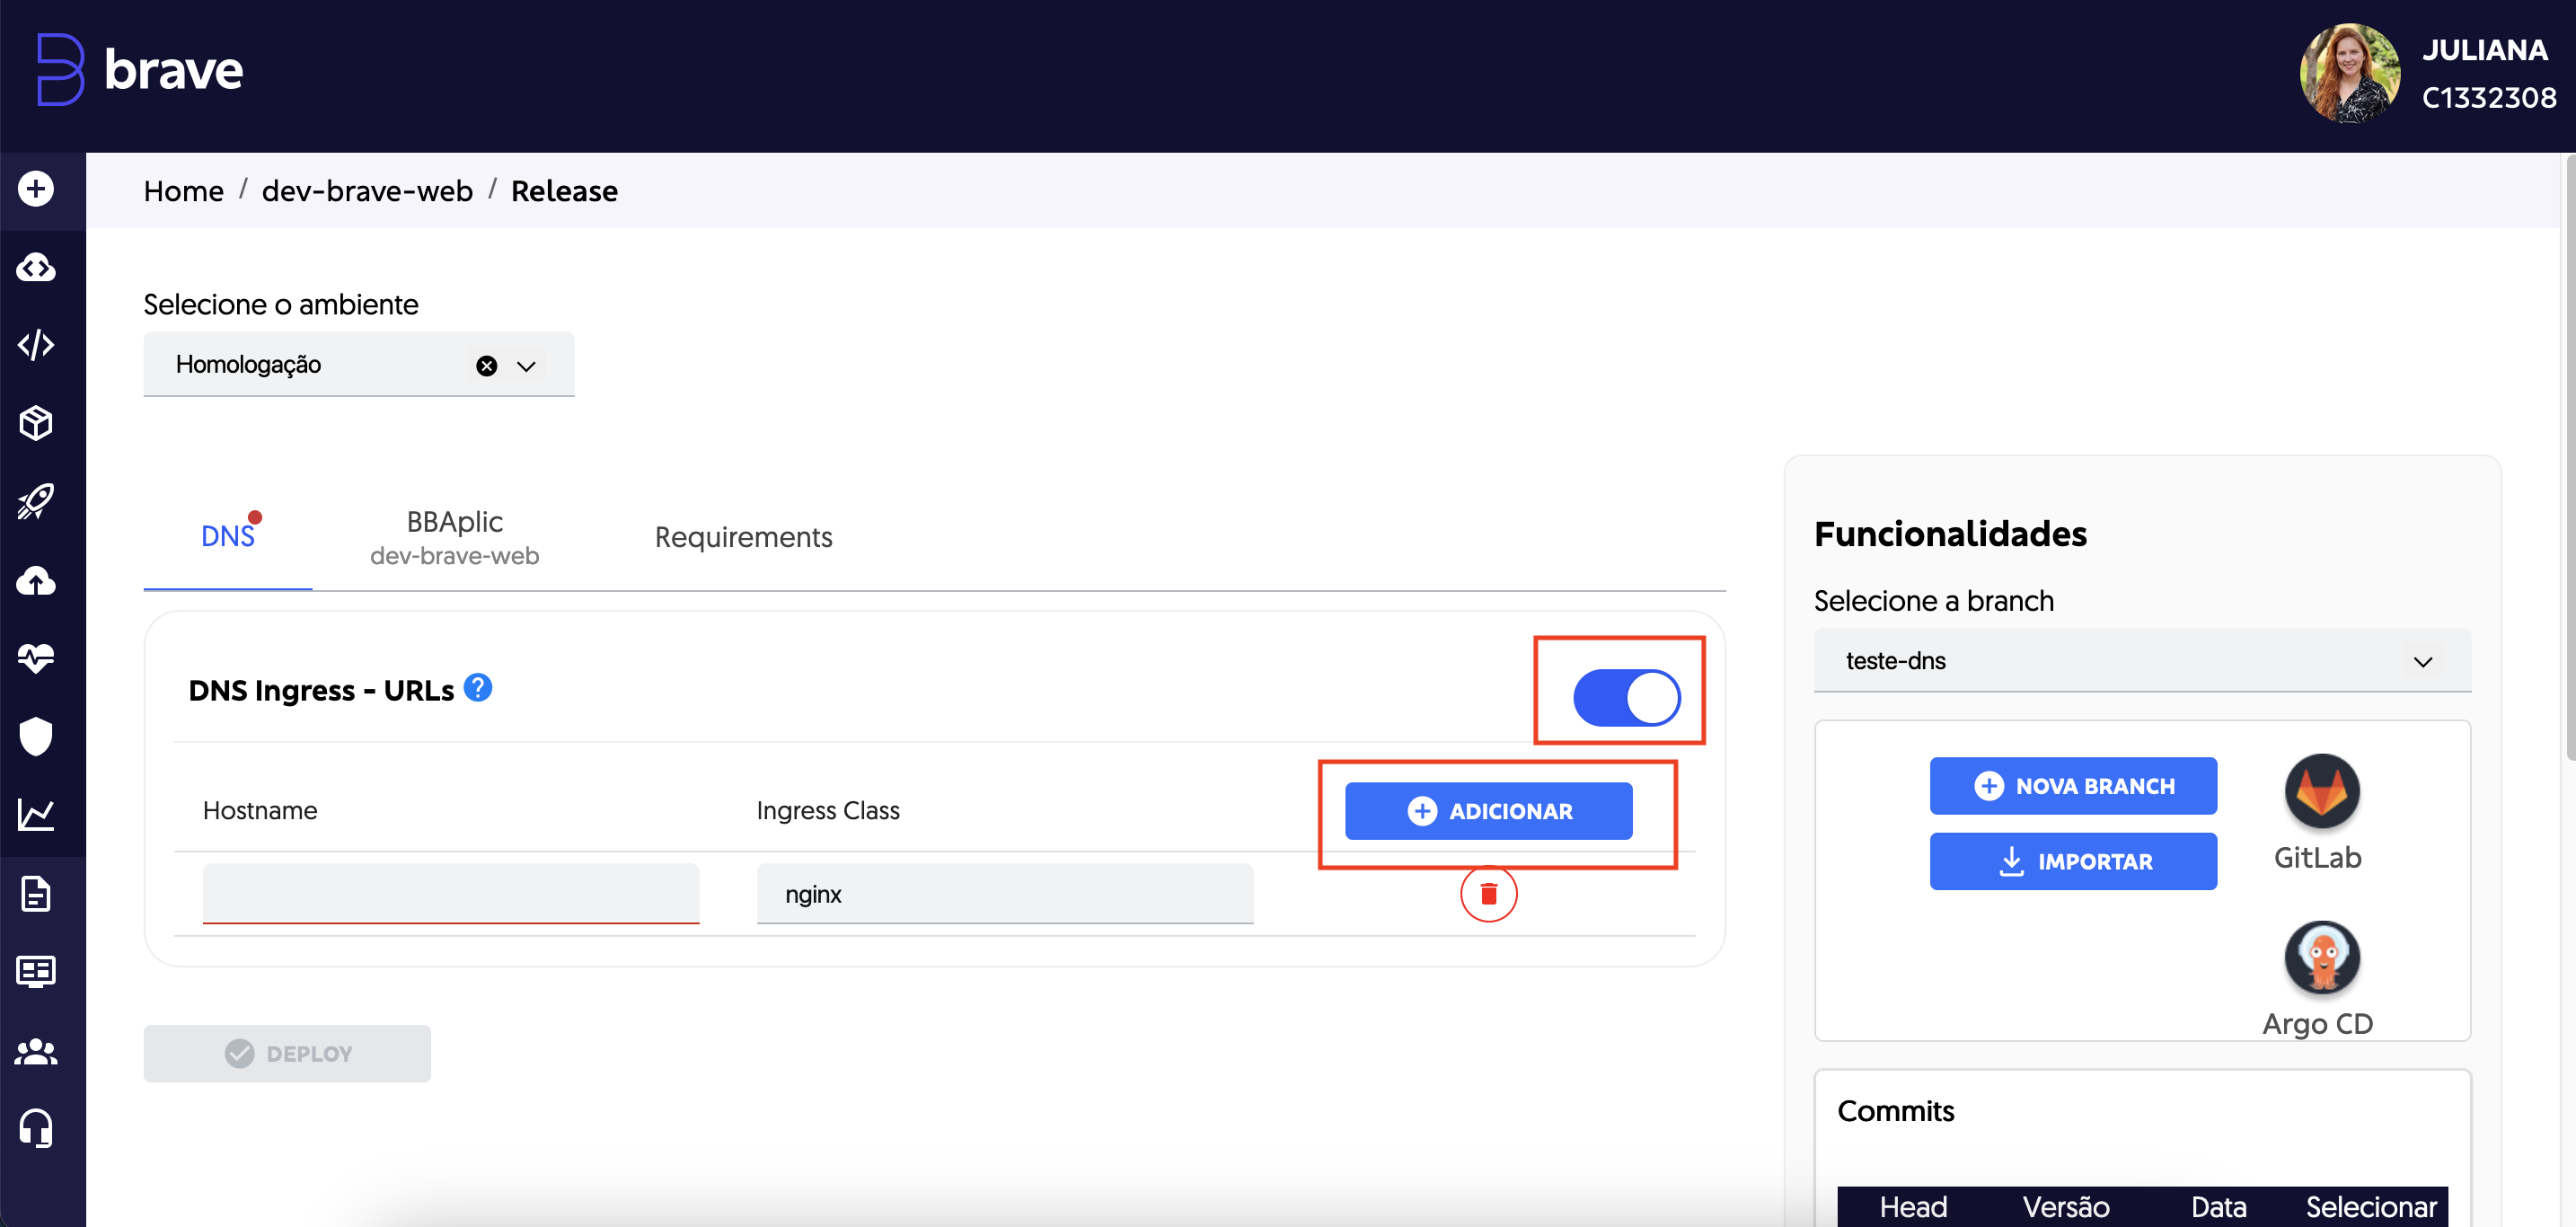 brave
JULIANA
C1332308
Home / dev-brave-web / Release
Selecione o ambiente
Homologação
DNS
BBAplic
dev-brave-web
Requirements
DNS Ingress - URLs ?
Hostname
Ingress Class
ADICIONAR
nginx
DEPLOY
Funcionalidades
Selecione a branch
teste-dns
NOVA BRANCH
IMPORTAR
GitLab
Argo CD
Commits
Head Versão Data Selecionar